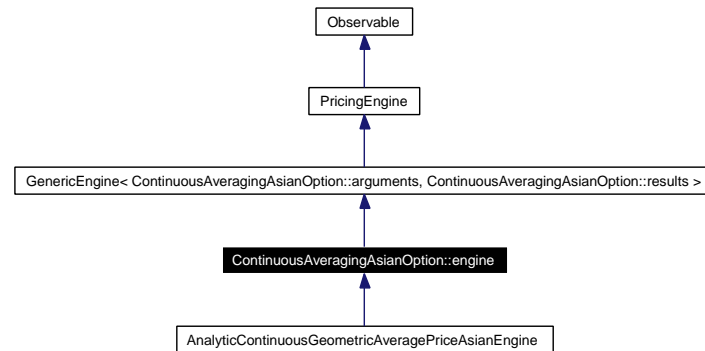 Observable
PricingEngine
GenericEngine< ContinuousAveragingAsianOption::arguments, ContinuousAveragingAsianOption::results >
ContinuousAveragingAsianOption::engine
AnalyticContinuousGeometricAveragePriceAsianEngine